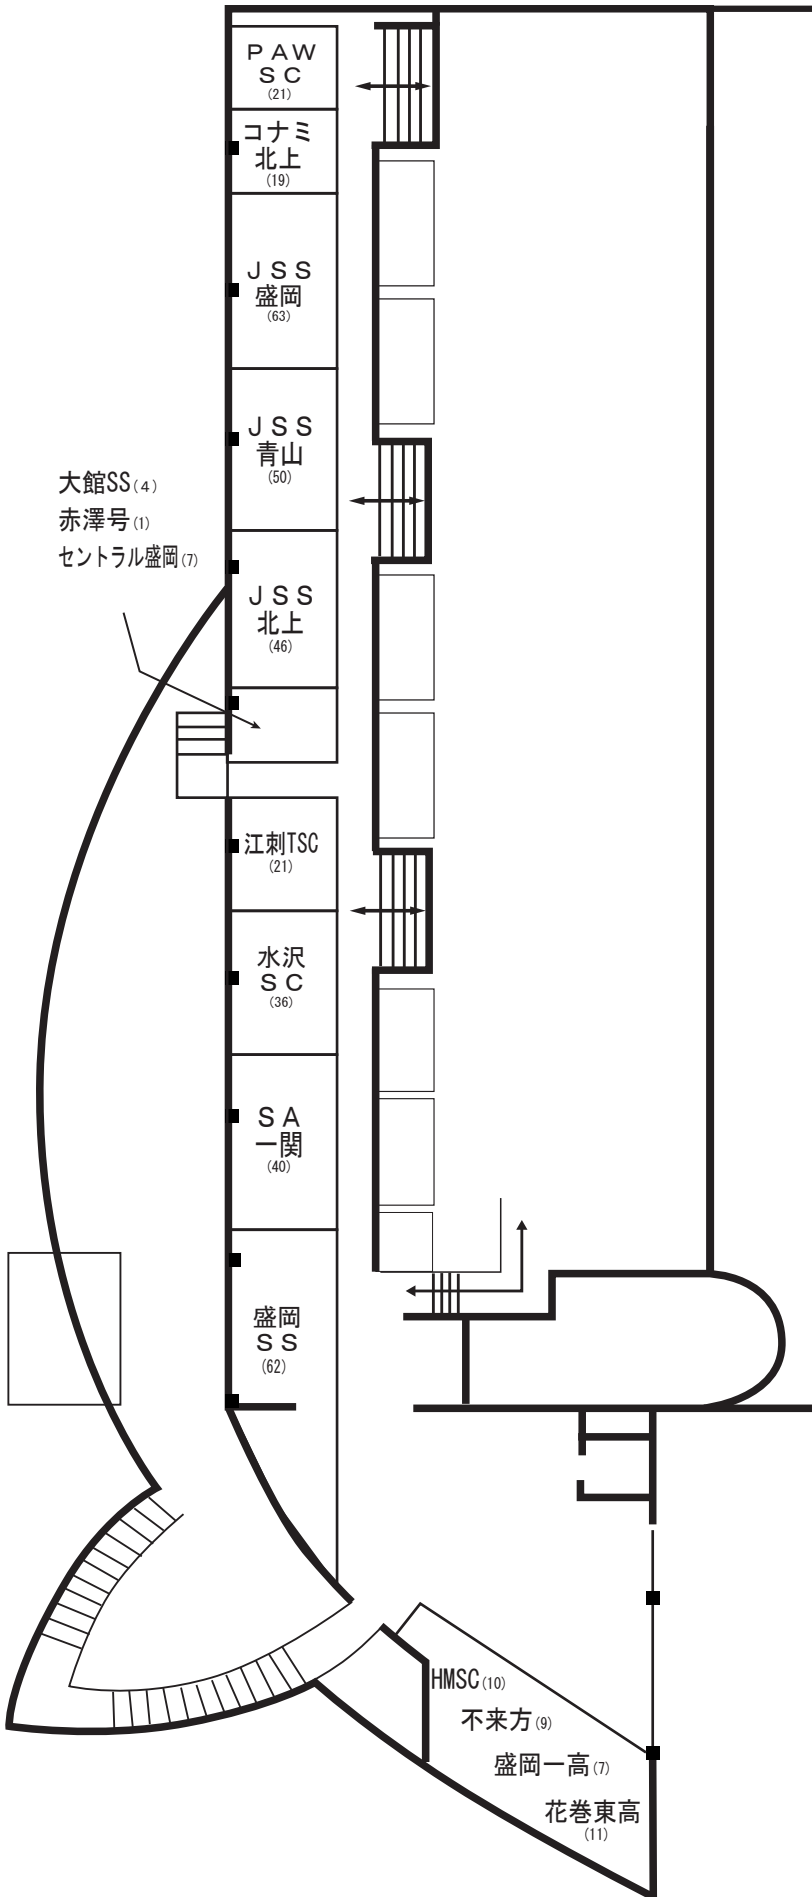 ＰＡＷ
ＳＣ
(21)
コナミ
北上
(19)
ＪＳＳ
盛岡
(63)
ＪＳＳ
青山
(50)
大館SS(4)
赤澤号(1)
セントラル盛岡(7)
ＪＳＳ
北上
(46)
江刺TSC
(21)
水沢
ＳＣ
(36)
ＳＡ
一関
(40)
盛岡
ＳＳ
(62)
HMSC(10)
不来方(9)
盛岡一高(7)
花巻東高
(11)